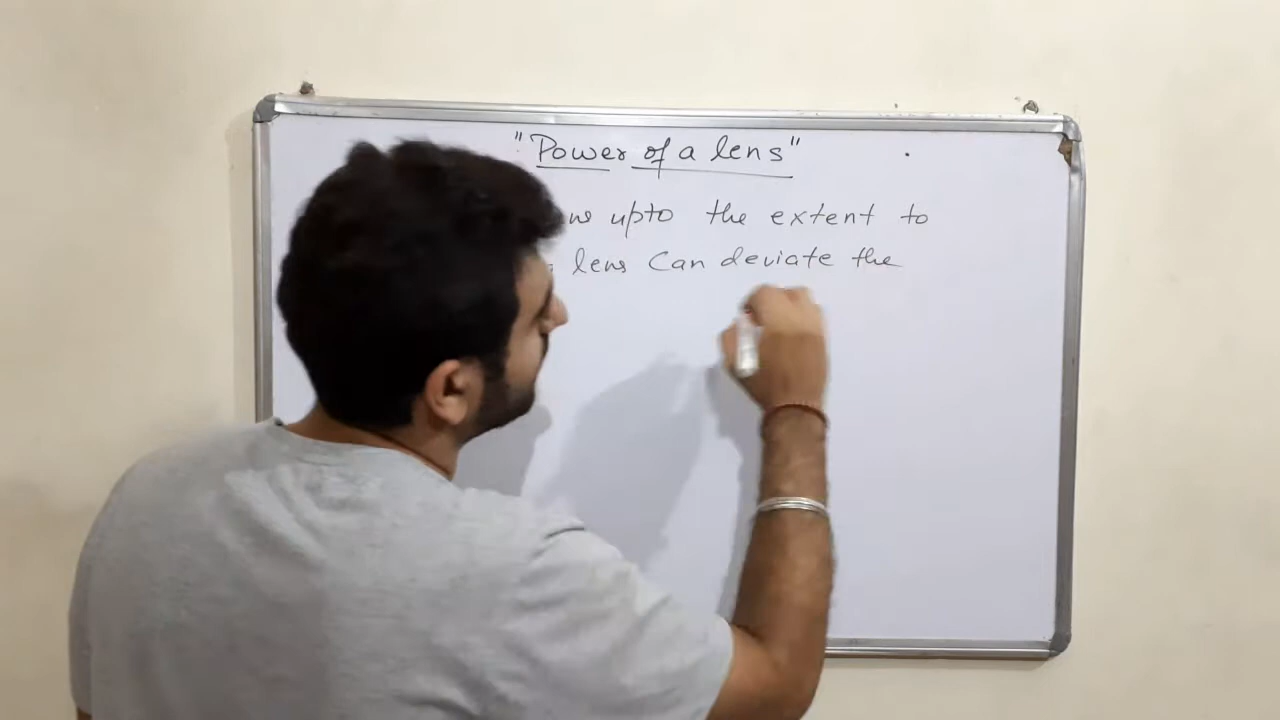 "Power of a lens"
upto the extent to
lens can deviate the